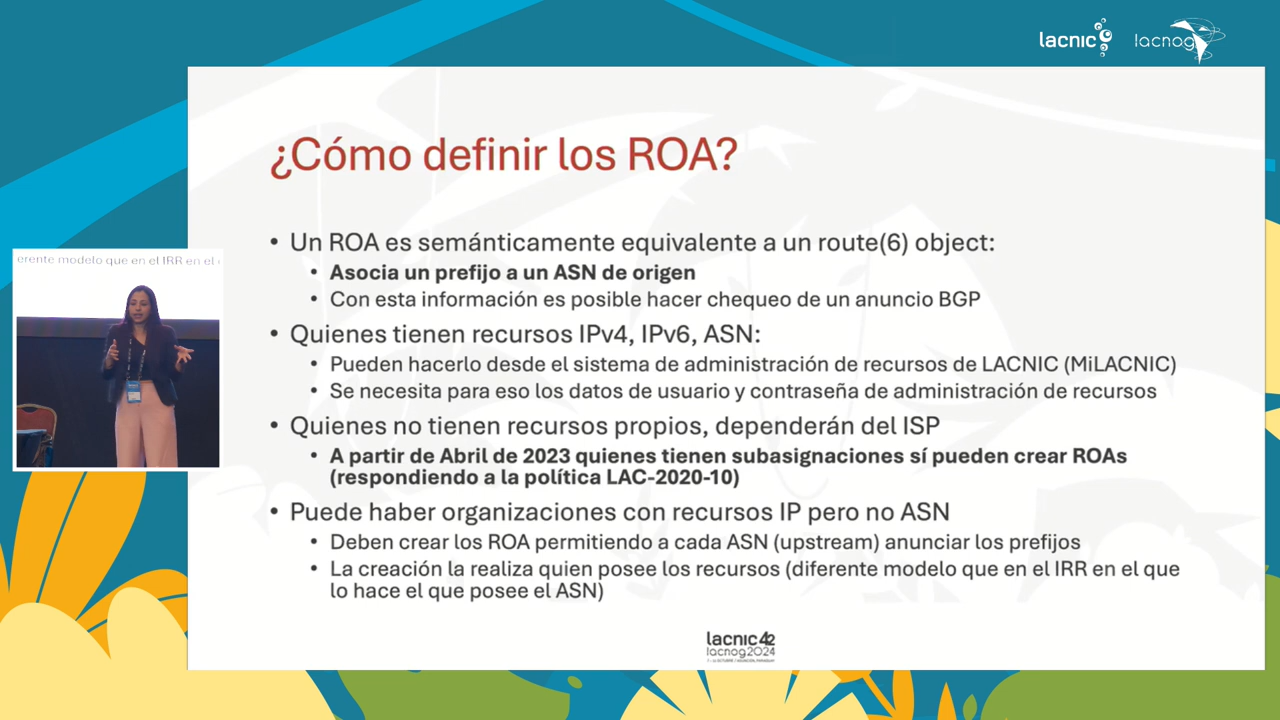 lacnic
lacnog
¿Cómo definir los ROA?
• Un ROA es semánticamente equivalente a un route(6) object:
• Asocia un prefijo a un ASN de origen
• Con esta información es posible hacer chequeo de un anuncio BGP
• Quienes tienen recursos IPv4, IPv6, ASN:
• Pueden hacerlo desde el sistema de administración de recursos de LACNIC (MiLACNIC)
• Se necesita para eso los datos de usuario y contraseña de administración de recursos
• Quienes no tienen recursos propios, dependerán del ISP
• A partir de Abril de 2023 quienes tienen subasignaciones sí pueden crear ROAs
(respondiendo a la política LAC-2020-10)
• Puede haber organizaciones con recursos IP pero no ASN
• Deben crear los ROA permitiendo a cada ASN (upstream) anunciar los prefijos
• La creación la realiza quien posee los recursos (diferente modelo que en el IRR en el que
lo hace el que posee el ASN)
erente modelo que en el IRR en el
lacnic42
lacnog2024